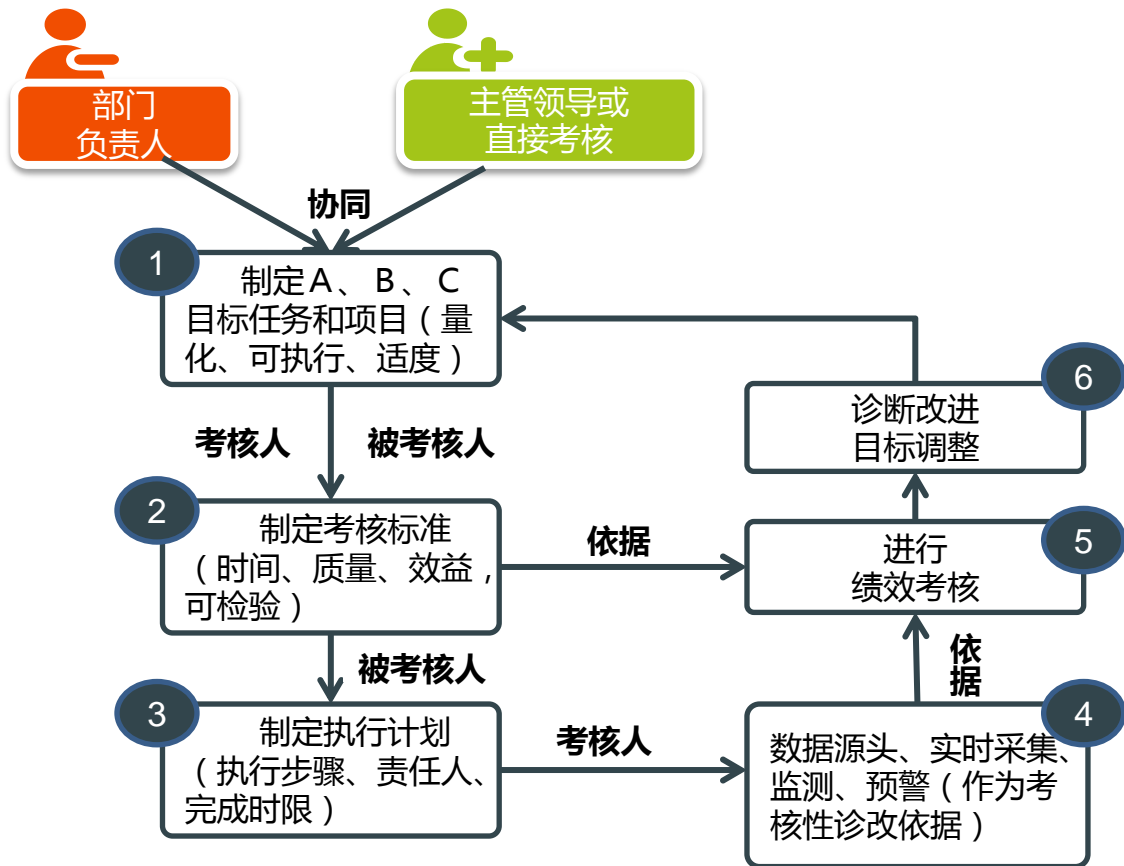 部门
负责人
主管领导或
直接考核
协同
1
制定A、B、C
目标任务和项目（量
化、可执行、适度）
考核人
被考核人
2
制定考核标准
（时间、质量、效益，
可检验）
依据
被考核人
3
制定执行计划
（执行步骤、责任人、
完成时限）
考核人
4
数据源头、实时采集、
监测、预警（作为考
核性诊改依据）
依
据
5
进行
绩效考核
6
诊断改进
目标调整